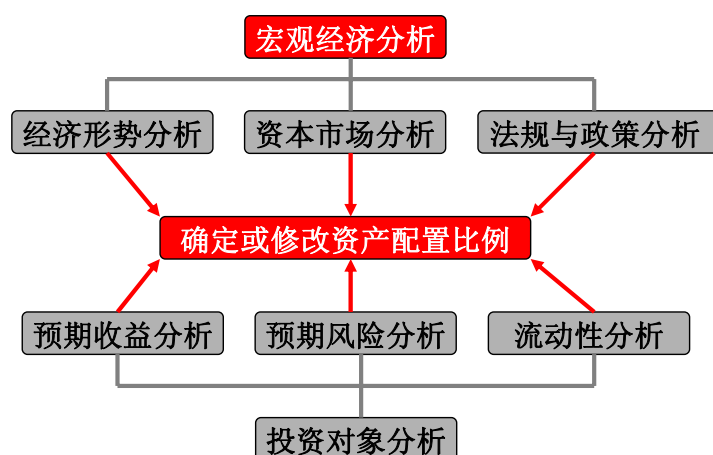 宏观经济分析
经济形势分析
资本市场分析
法规与政策分析
确定或修改资产配置比例
预期收益分析
预期风险分析
流动性分析
投资对象分析